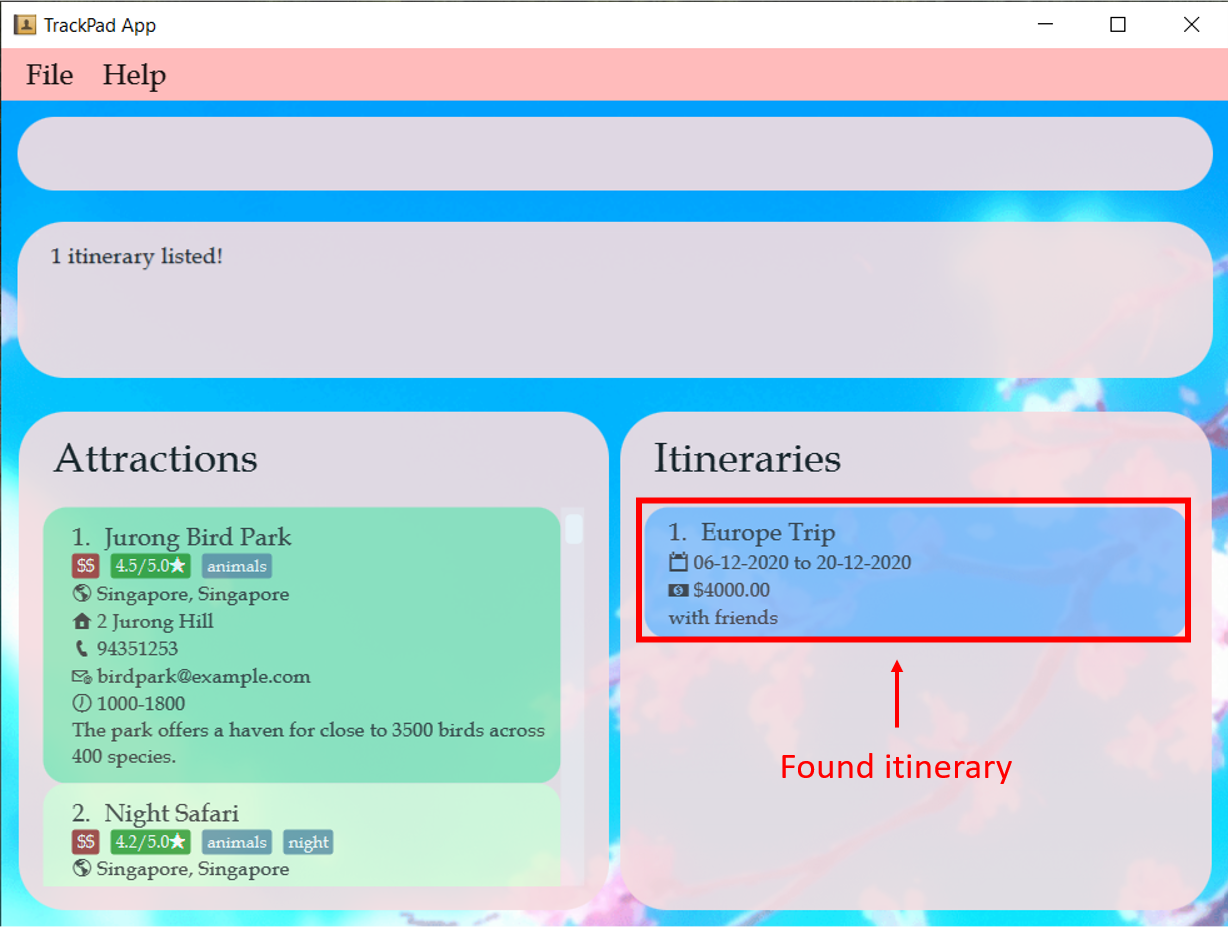 TrackPad App
File Help
1 itinerary listed!
Attractions
1. Jurong Bird Park
$$ 4.5/5.0★ animals
Singapore, Singapore
2 Jurong Hill
94351253
birdpark@example.com
1000-1800
The park offers a haven for close to 3500 birds across
400 species.
2. Night Safari
$$ 4.2/5.0★ animals night
Singapore, Singapore
Itineraries
1. Europe Trip
06-12-2020 to 20-12-2020
$4000.00
with friends
Found itinerary